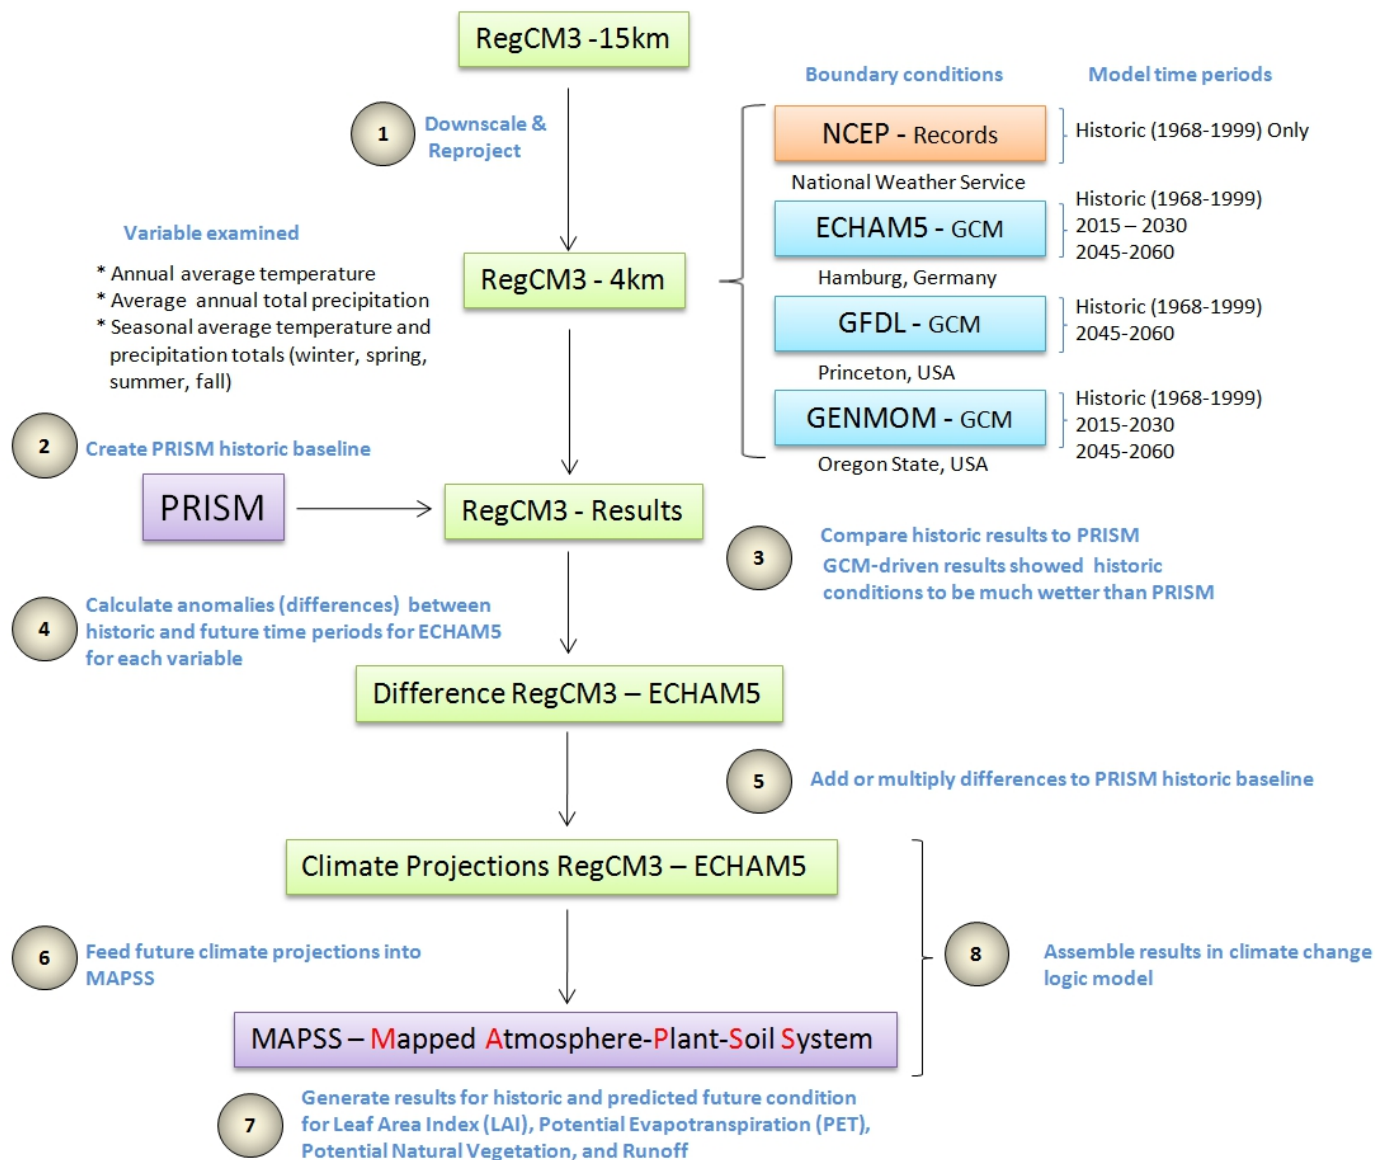 RegCM3 -15km
1
Downscale &
Reproject
Boundary conditions
Model time periods
NCEP - Records
Historic (1968-1999) Only
National Weather Service
ECHAM5 - GCM
Historic (1968-1999)
2015 – 2030
2045-2060
Hamburg, Germany
GFDL - GCM
Historic (1968-1999)
2045-2060
Princeton, USA
GENMOM - GCM
Historic (1968-1999)
2015-2030
2045-2060
Oregon State, USA
Variable examined
* Annual average temperature
* Average annual total precipitation
* Seasonal average temperature and
precipitation totals (winter, spring,
summer, fall)
RegCM3 - 4km
2
Create PRISM historic baseline
PRISM
RegCM3 - Results
3
Compare historic results to PRISM
GCM-driven results showed historic
conditions to be much wetter than PRISM
4
Calculate anomalies (differences) between
historic and future time periods for ECHAM5
for each variable
Difference RegCM3 – ECHAM5
5
Add or multiply differences to PRISM historic baseline
Climate Projections RegCM3 – ECHAM5
6
Feed future climate projections into
MAPSS
8
Assemble results in climate change
logic model
MAPSS – Mapped Atmosphere-Plant-Soil System
7
Generate results for historic and predicted future condition
for Leaf Area Index (LAI), Potential Evapotranspiration (PET),
Potential Natural Vegetation, and Runoff